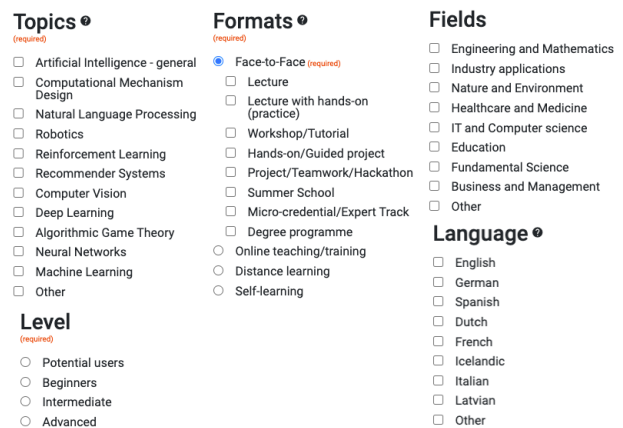 Topics ?
(required)
Artificial Intelligence - general
Computational Mechanism
Design
Natural Language Processing
Robotics
Reinforcement Learning
Recommender Systems
Computer Vision
Deep Learning
Algorithmic Game Theory
Neural Networks
Machine Learning
Other
Level
(required)
Potential users
Beginners
Intermediate
Advanced
Formats ?
(required)
Face-to-Face (required)
Lecture
Lecture with hands-on
(practice)
Workshop/Tutorial
Hands-on/Guided project
Project/Teamwork/Hackathon
Summer School
Micro-credential/Expert Track
Degree programme
Online teaching/training
Distance learning
Self-learning
Fields
Engineering and Mathematics
Industry applications
Nature and Environment
Healthcare and Medicine
IT and Computer science
Education
Fundamental Science
Business and Management
Other
Language ?
English
German
Spanish
Dutch
French
Icelandic
Italian
Latvian
Other